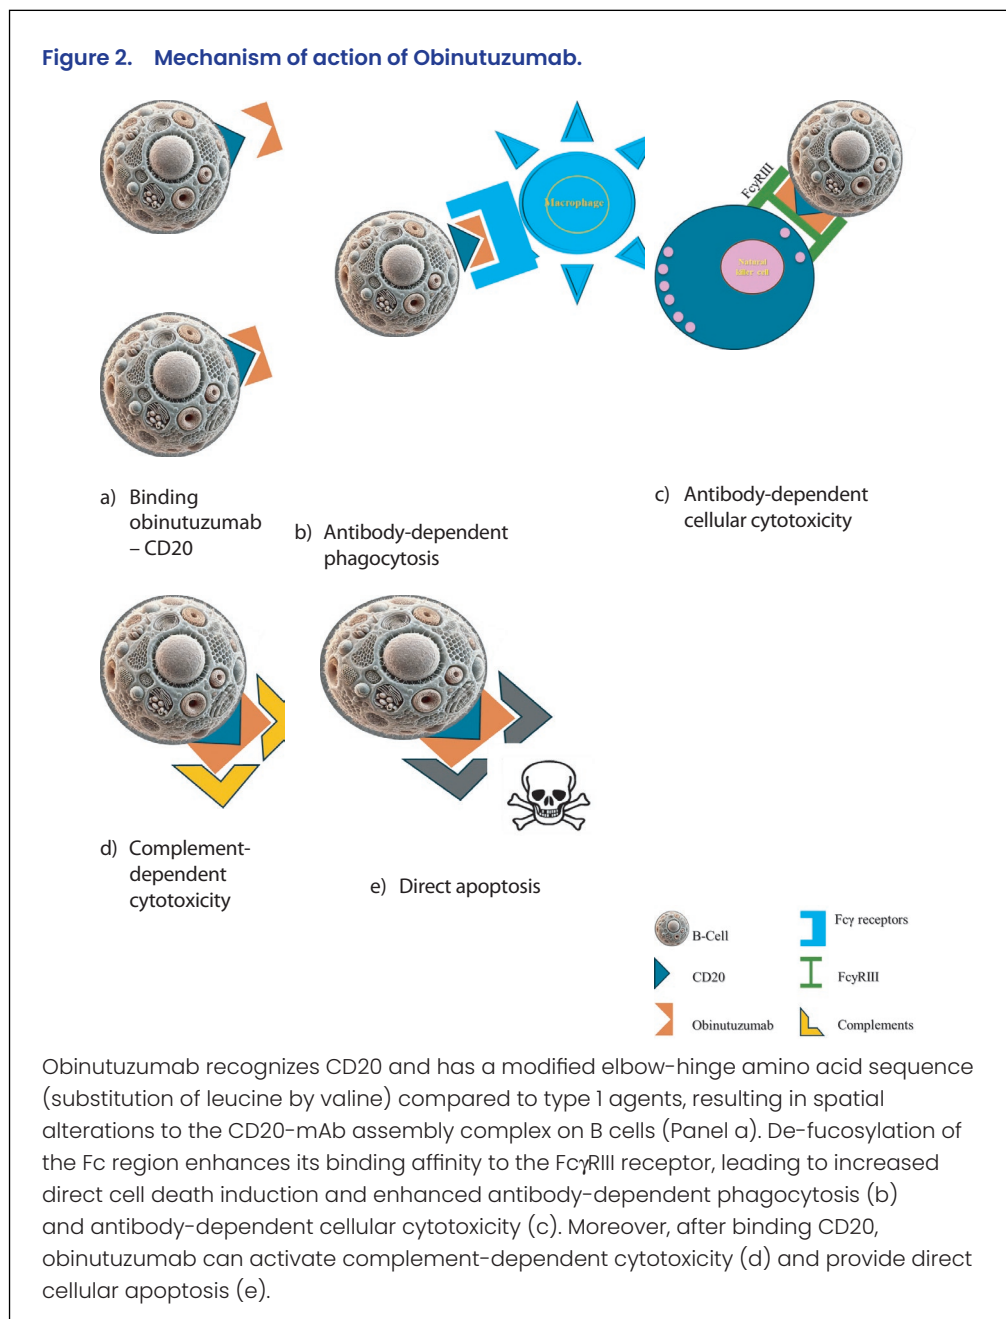 Figure 2. Mechanism of action of Obinutuzumab.
Macrophage
FcγRIII
Natural
killer cell
a) Binding
obinutuzumab
– CD20
b) Antibody-dependent
phagocytosis
c) Antibody-dependent
cellular cytotoxicity
d) Complement-
dependent
cytotoxicity
e) Direct apoptosis
B-Cell
Fcγ receptors
CD20
FcγRIII
Obinutuzumab
Complements
Obinutuzumab recognizes CD20 and has a modified elbow-hinge amino acid sequence
(substitution of leucine by valine) compared to type 1 agents, resulting in spatial
alterations to the CD20-mAb assembly complex on B cells (Panel a). De-fucosylation of
the Fc region enhances its binding affinity to the FcγRIII receptor, leading to increased
direct cell death induction and enhanced antibody-dependent phagocytosis (b)
and antibody-dependent cellular cytotoxicity (c). Moreover, after binding CD20,
obinutuzumab can activate complement-dependent cytotoxicity (d) and provide direct
cellular apoptosis (e).